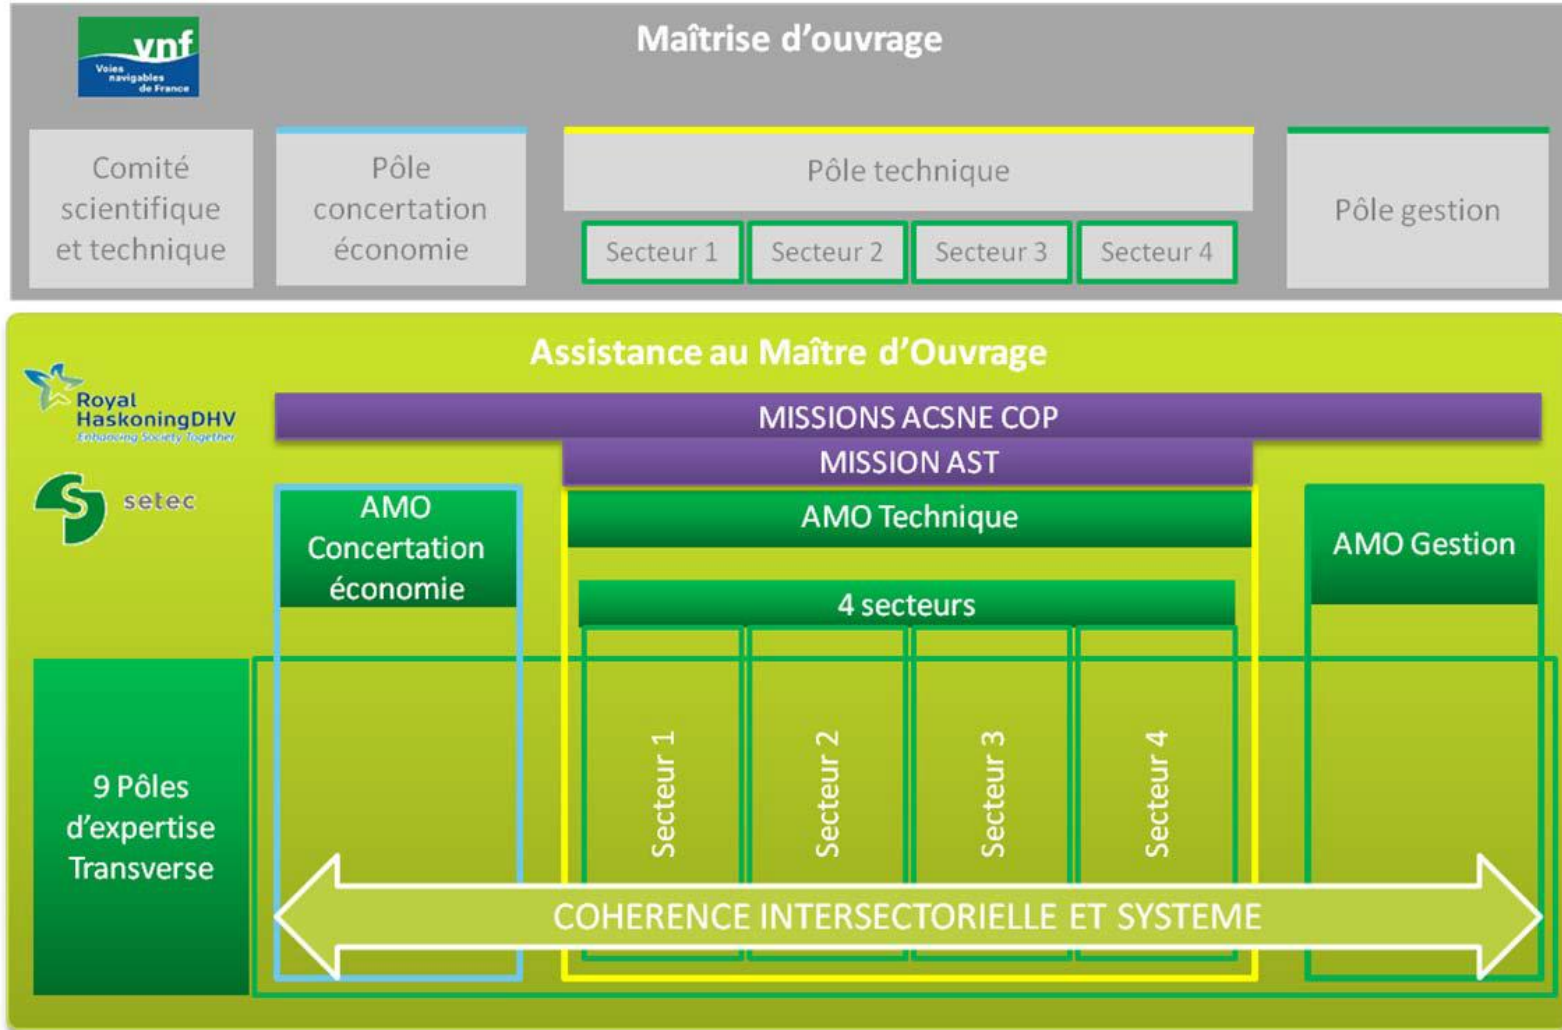 Maîtrise d'ouvrage
vnf
Voies
navigables
de France
Comité
scientifique
et technique
Pôle
concertation
économie
Pôle technique
Secteur 1
Secteur 2
Secteur 3
Secteur 4
Pôle gestion
Assistance au Maître d'Ouvrage
Royal
HaskoningDHV
Enhancing Society Together
setec
MISSIONS ACSNE COP
MISSION AST
AMO
Concertation
économie
AMO Technique
AMO Gestion
4 secteurs
Secteur 1
Secteur 2
Secteur 3
Secteur 4
9 Pôles
d'expertise
Transverse
COHERENCE INTERSECTORIELLE ET SYSTEME